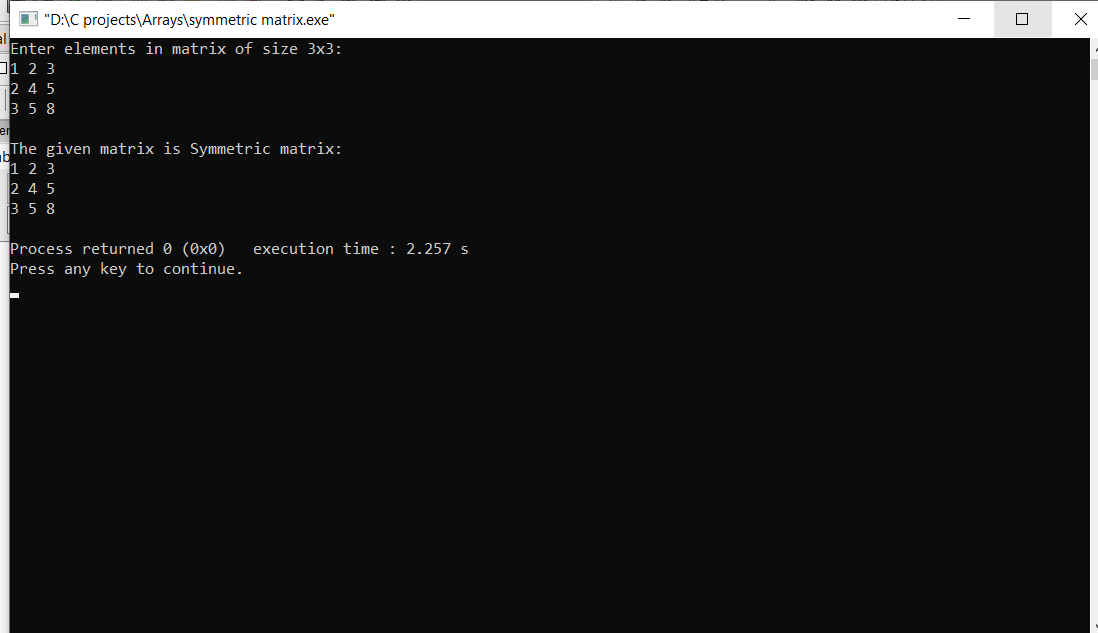 "D:\C projects\Arrays\symmetric matrix.exe"
Enter elements in matrix of size 3x3:
1 2 3
2 4 5
3 5 8
The given matrix is Symmetric matrix:
1 2 3
2 4 5
3 5 8
Process returned 0 (0x0)   execution time : 2.257 s
Press any key to continue.